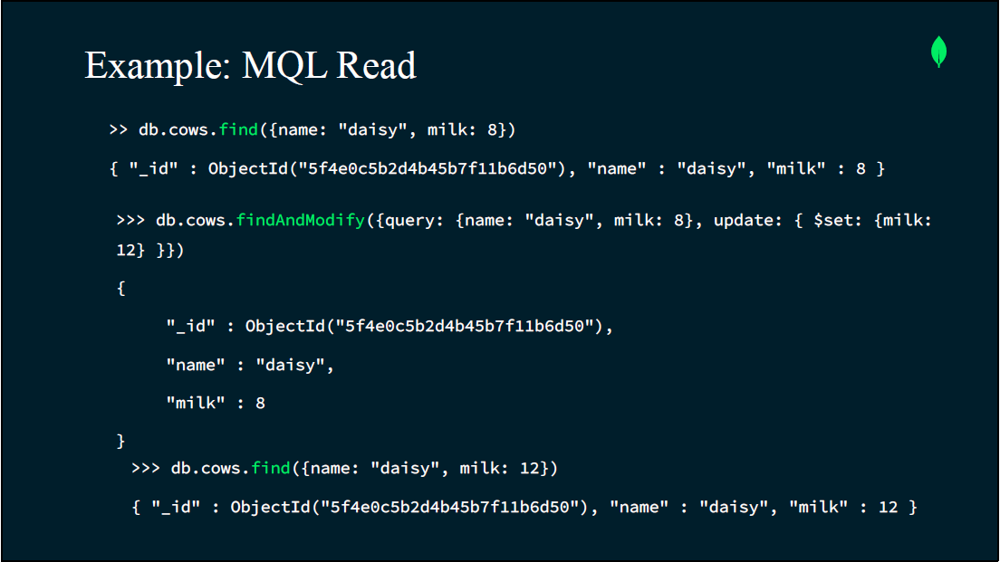 Example: MQL Read
>> db.cows.find({name: "daisy", milk: 8})
{ "_id" : ObjectId("5f4e0c5b2d4b45b7f11b6d50"), "name" : "daisy", "milk" : 8 }
>>> db.cows.findAndModify({query: {name: "daisy", milk: 8}, update: { $set: {milk:
12} }})
{
"_id" : ObjectId("5f4e0c5b2d4b45b7f11b6d50"),
"name" : "daisy",
"milk" : 8
}
>>> db.cows.find({name: "daisy", milk: 12})
{ "_id" : ObjectId("5f4e0c5b2d4b45b7f11b6d50"), "name" : "daisy", "milk" : 12 }